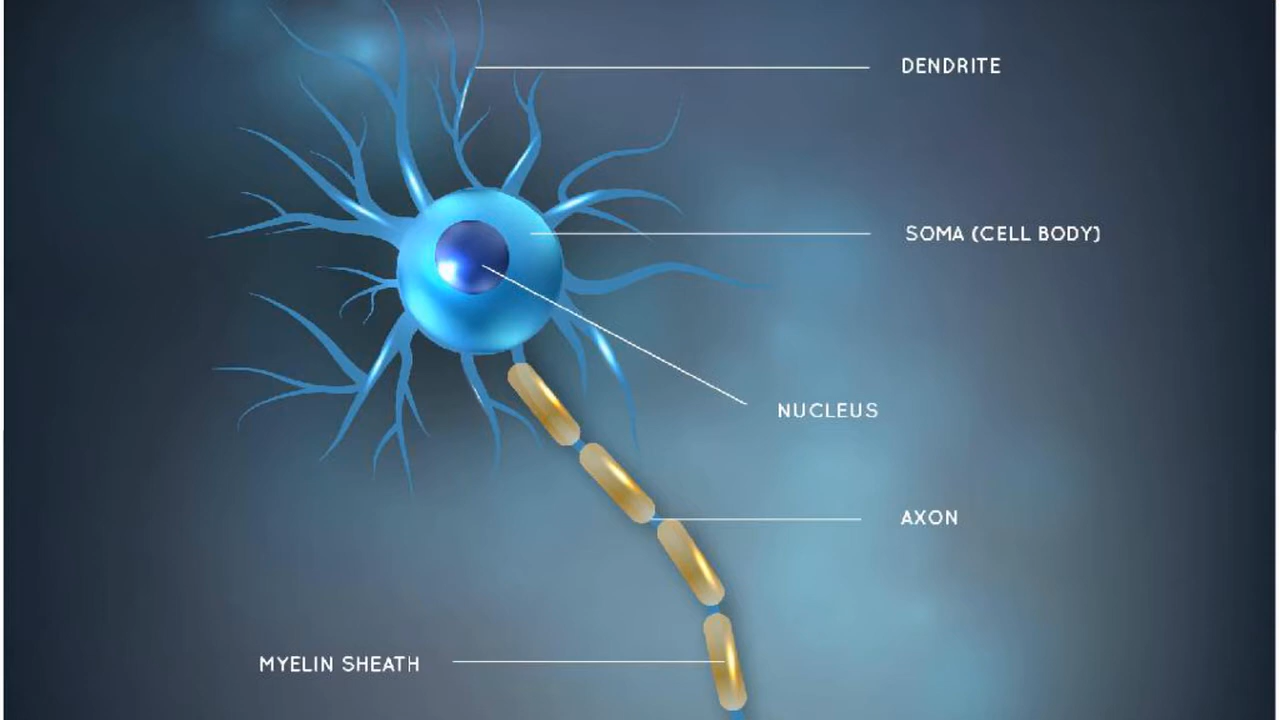 DENDRITE
SOMA (CELL BODY)
NUCLEUS
AXON
MYELIN SHEATH